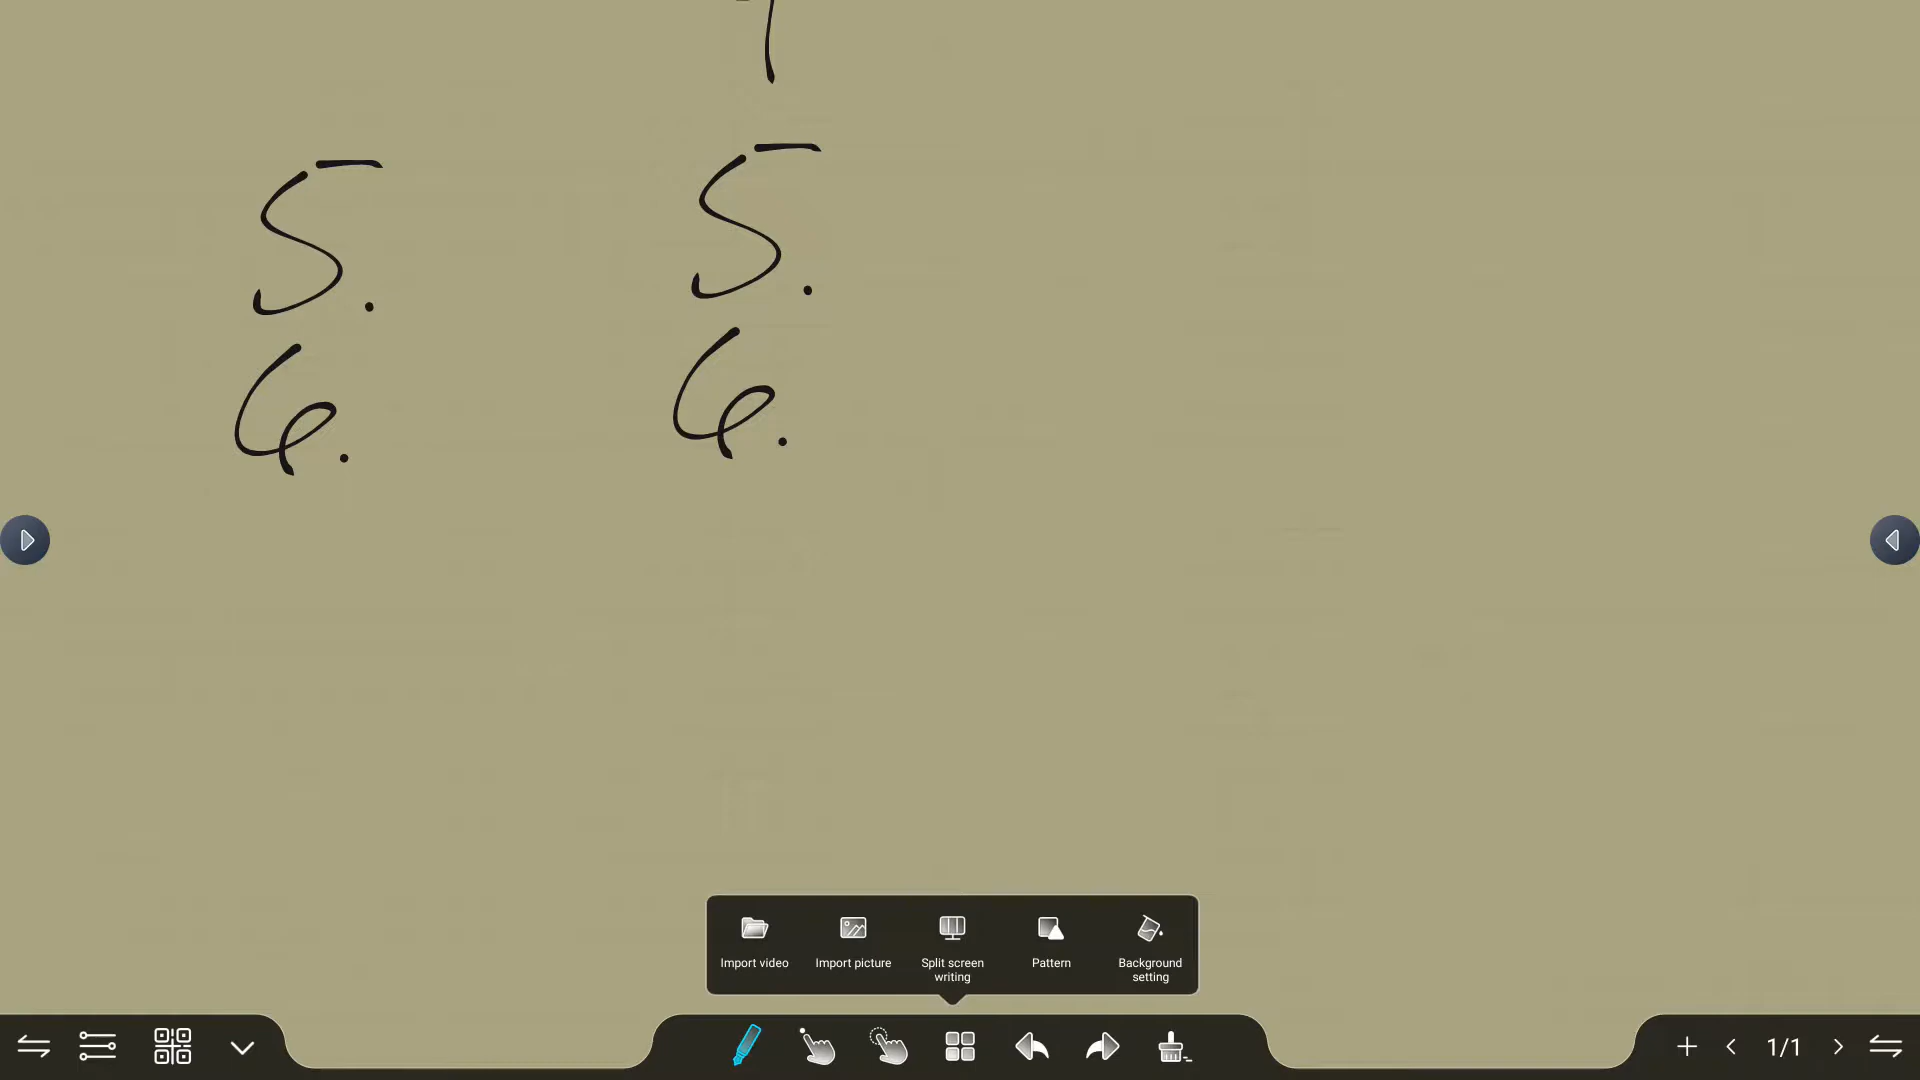 5. 5.
6. 6.
Import video Import picture Split screen writing Pattern Background setting
1/1